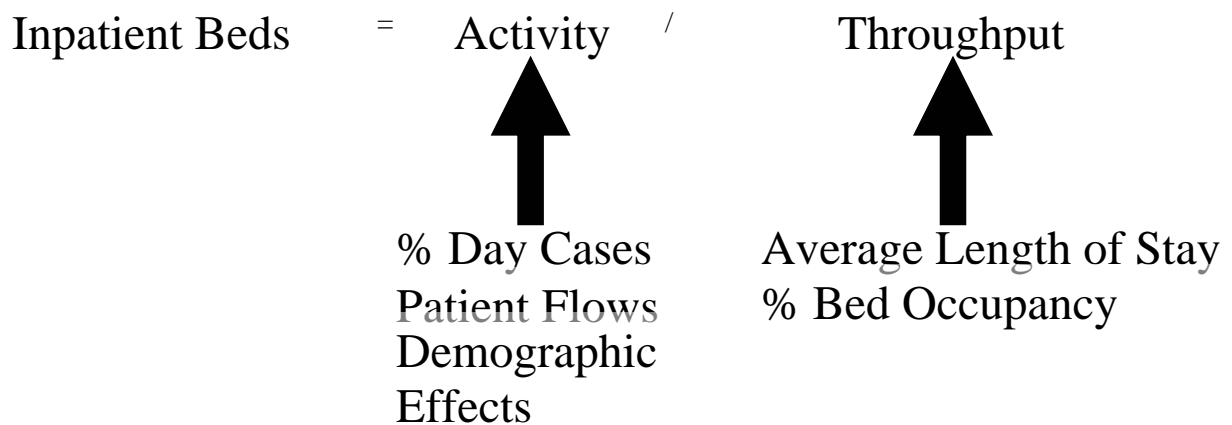 Inpatient Beds = Activity / Throughput
% Day Cases Average Length of Stay
Patient Flows % Bed Occupancy
Demographic
Effects